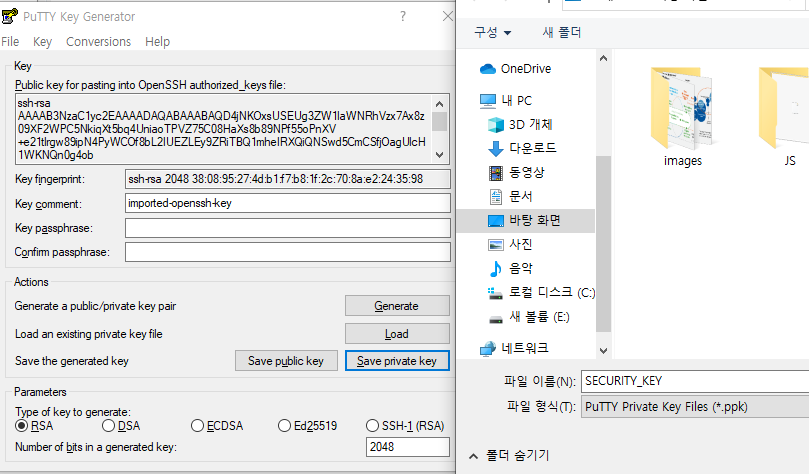 PuTTY Key Generator
File Key Conversions Help
Key
Public key for pasting into OpenSSH authorized_keys file:
ssh-rsa
AAAAB3NzaC1yc2EAAAADAQABAAABAQD4jNKOxsUSEUg3ZW1laWNRhVzx7Ax8z
09XF2WPC5NkiqXt5bq4UniaoTPVZ75C08HaXs8b89NPf55oPnXV
+e21tlrgw89ipN4PyWCOf8bL2IUEZLEy9ZRiTBQ1mheIRXQiQNSwd5CmCSfjOagUlcH
1WKNQn0g4ob
Key fingerprint: ssh-rsa 2048 38:08:95:27:4d:b1:f7:b8:1f:2c:70:8a:e2:24:35:98
Key comment: imported-openssh-key
Key passphrase:
Confirm passphrase:
Actions
Generate a public/private key pair Generate
Load an existing private key file Load
Save the generated key Save public key Save private key
Parameters
Type of key to generate:
RSA DSA ECDSA Ed25519 SSH-1 (RSA)
Number of bits in a generated key: 2048
구성 새 폴더
OneDrive
내 PC
3D 개체
다운로드
동영상
문서
바탕 화면
사진
음악
로컬 디스크 (C:)
새 볼륨 (E:)
네트워크
images JS
파일 이름(N): SECURITY_KEY
파일 형식(T): PuTTY Private Key Files (*.ppk)
폴더 숨기기